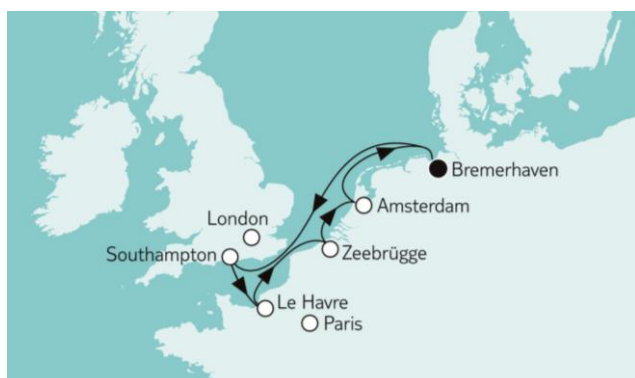 Bremerhaven
Amsterdam
London
Southampton
Zeebrügge
Le Havre
Paris